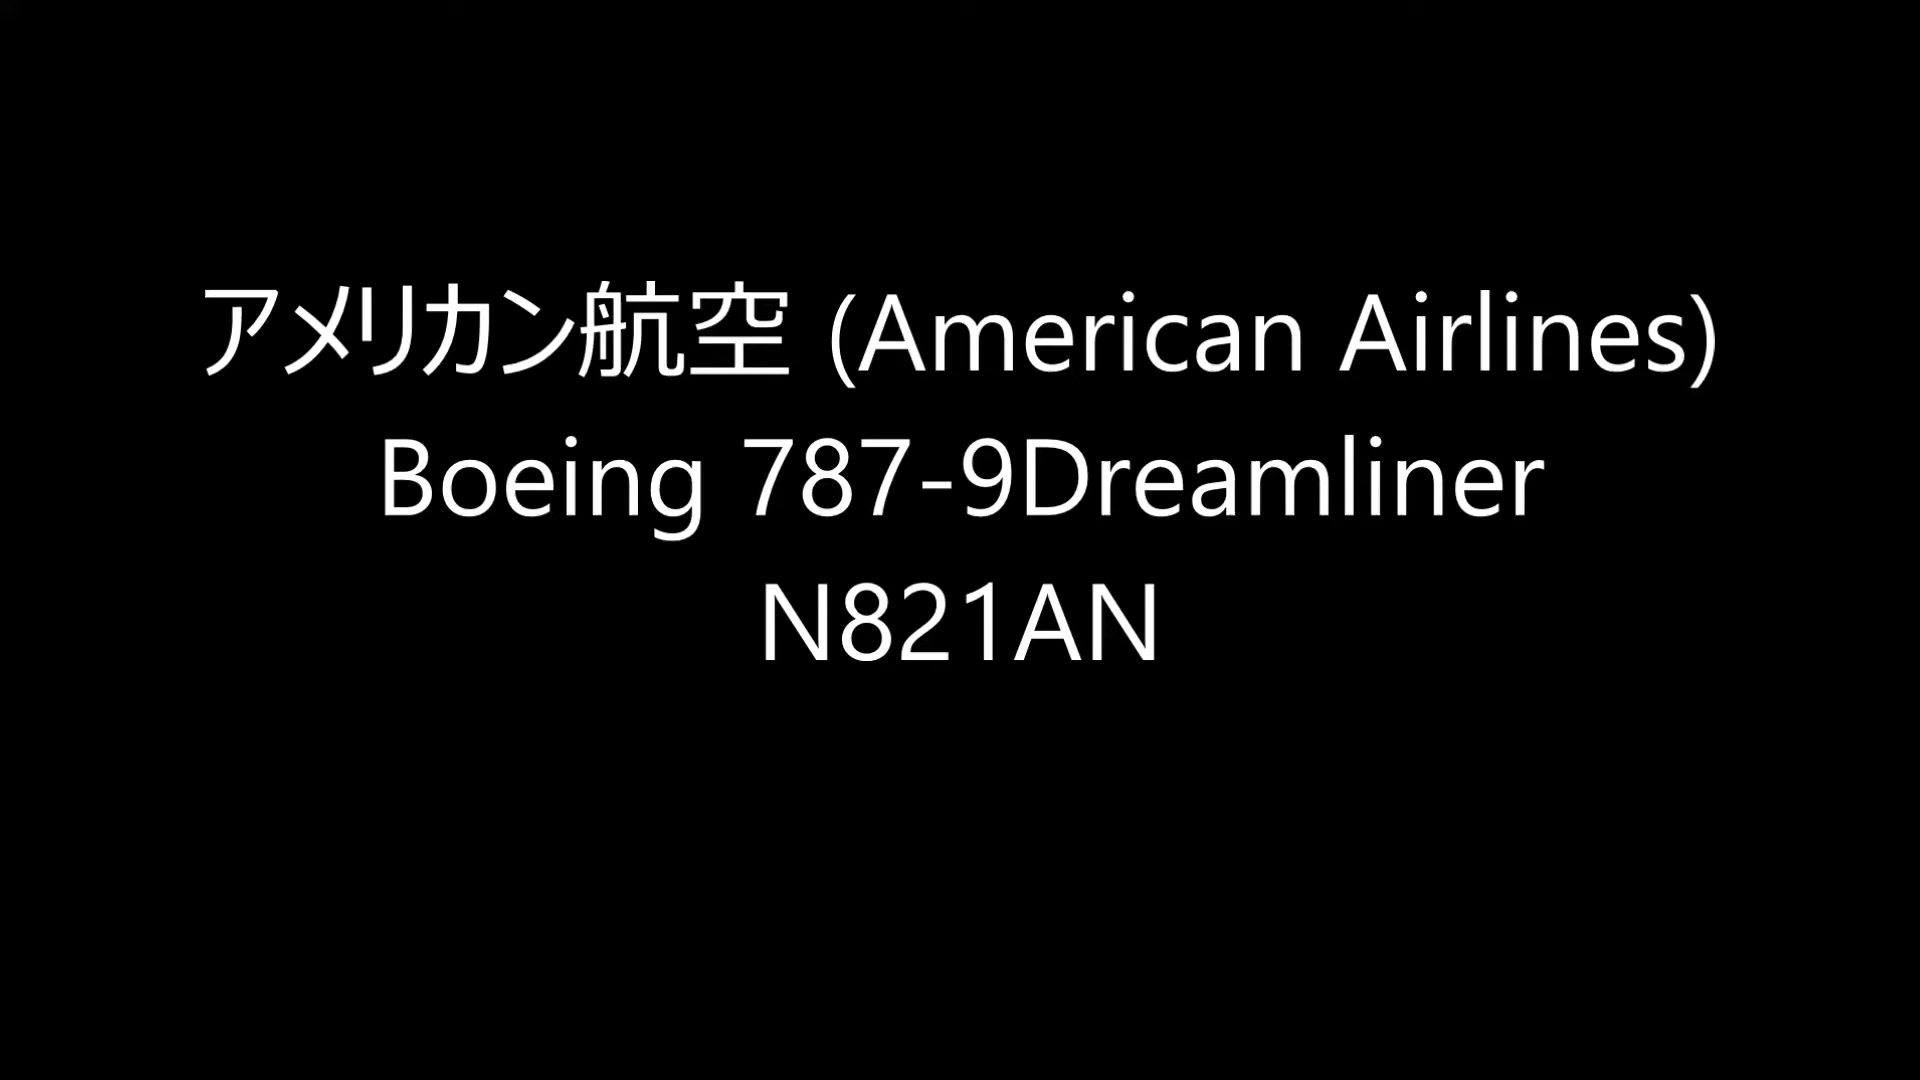 アメリカン航空 (American Airlines)
Boeing 787-9Dreamliner
N821AN